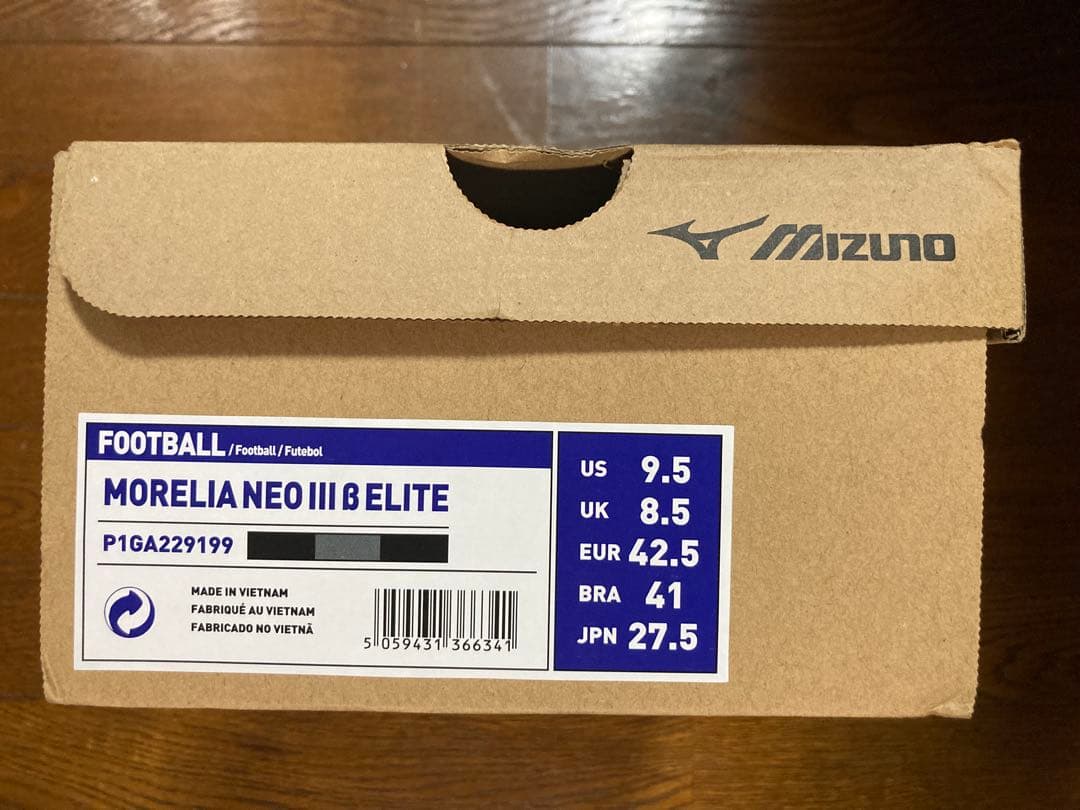 MIZUNO
FOOTBALL / Football / Futebol
MORELIA NEO III β ELITE
P1GA229199
MADE IN VIETNAM
FABRIQUÉ AU VIETNAM
FABRICADO NO VIETNÃ
5 059431 366341
US 9.5
UK 8.5
EUR 42.5
BRA 41
JPN 27.5